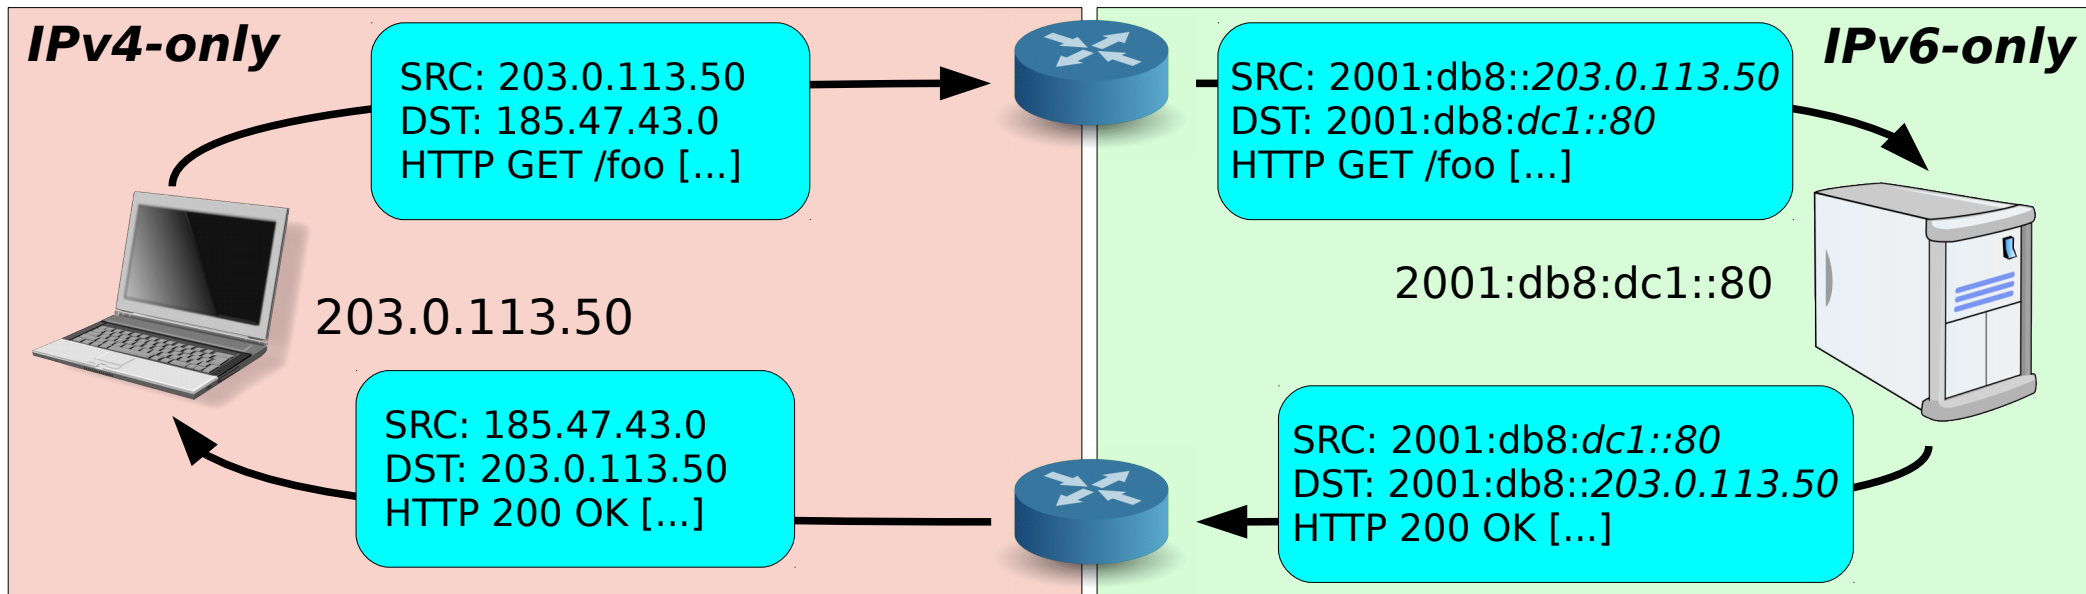 IPv4-only
SRC: 203.0.113.50
DST: 185.47.43.0
HTTP GET /foo [...]
SRC: 2001:db8::203.0.113.50
DST: 2001:db8:dc1::80
HTTP GET /foo [...]
IPv6-only
203.0.113.50
2001:db8:dc1::80
SRC: 185.47.43.0
DST: 203.0.113.50
HTTP 200 OK [...]
SRC: 2001:db8:dc1::80
DST: 2001:db8::203.0.113.50
HTTP 200 OK [...]